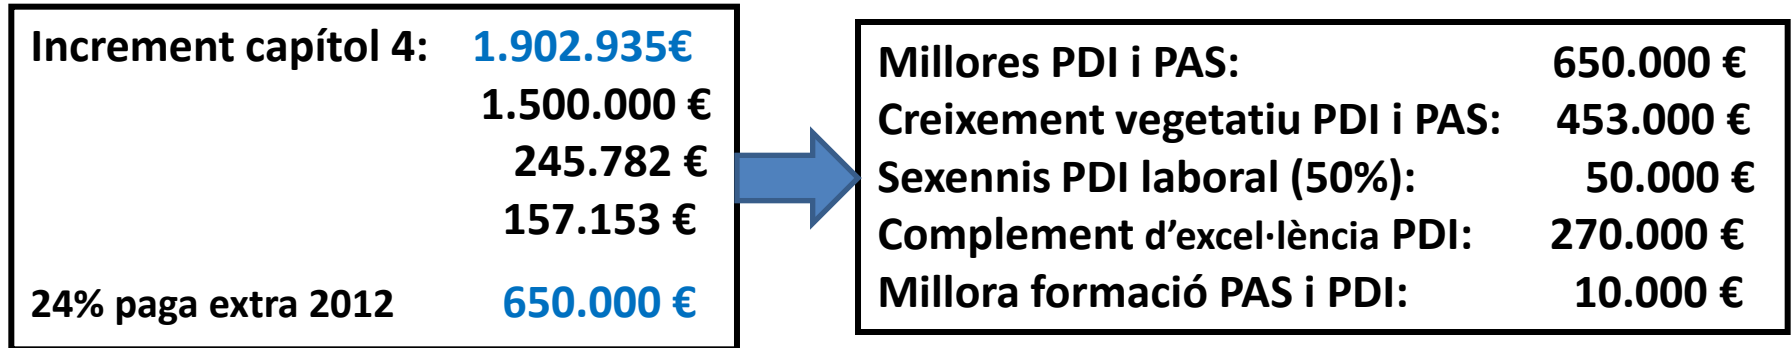 Increment capítol 4: 1.902.935€
1.500.000 €
245.782 €
157.153 €
24% paga extra 2012 650.000 €
Millores PDI i PAS: 650.000 €
Creixement vegetatiu PDI i PAS: 453.000 €
Sexennis PDI laboral (50%): 50.000 €
Complement d'excel·lència PDI: 270.000 €
Millora formació PAS i PDI: 10.000 €